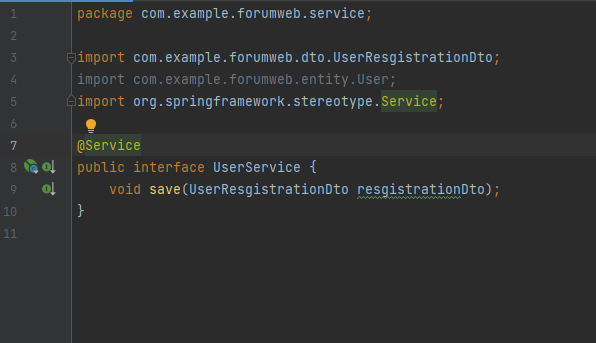 1 package com.example.forumweb.service;
2
3 import com.example.forumweb.dto.UserResgistrationDto;
4 import com.example.forumweb.entity.User;
5 import org.springframework.stereotype.Service;
6
7 @Service
8 public interface UserService {
9 void save(UserResgistrationDto resgistrationDto);
10 }
11